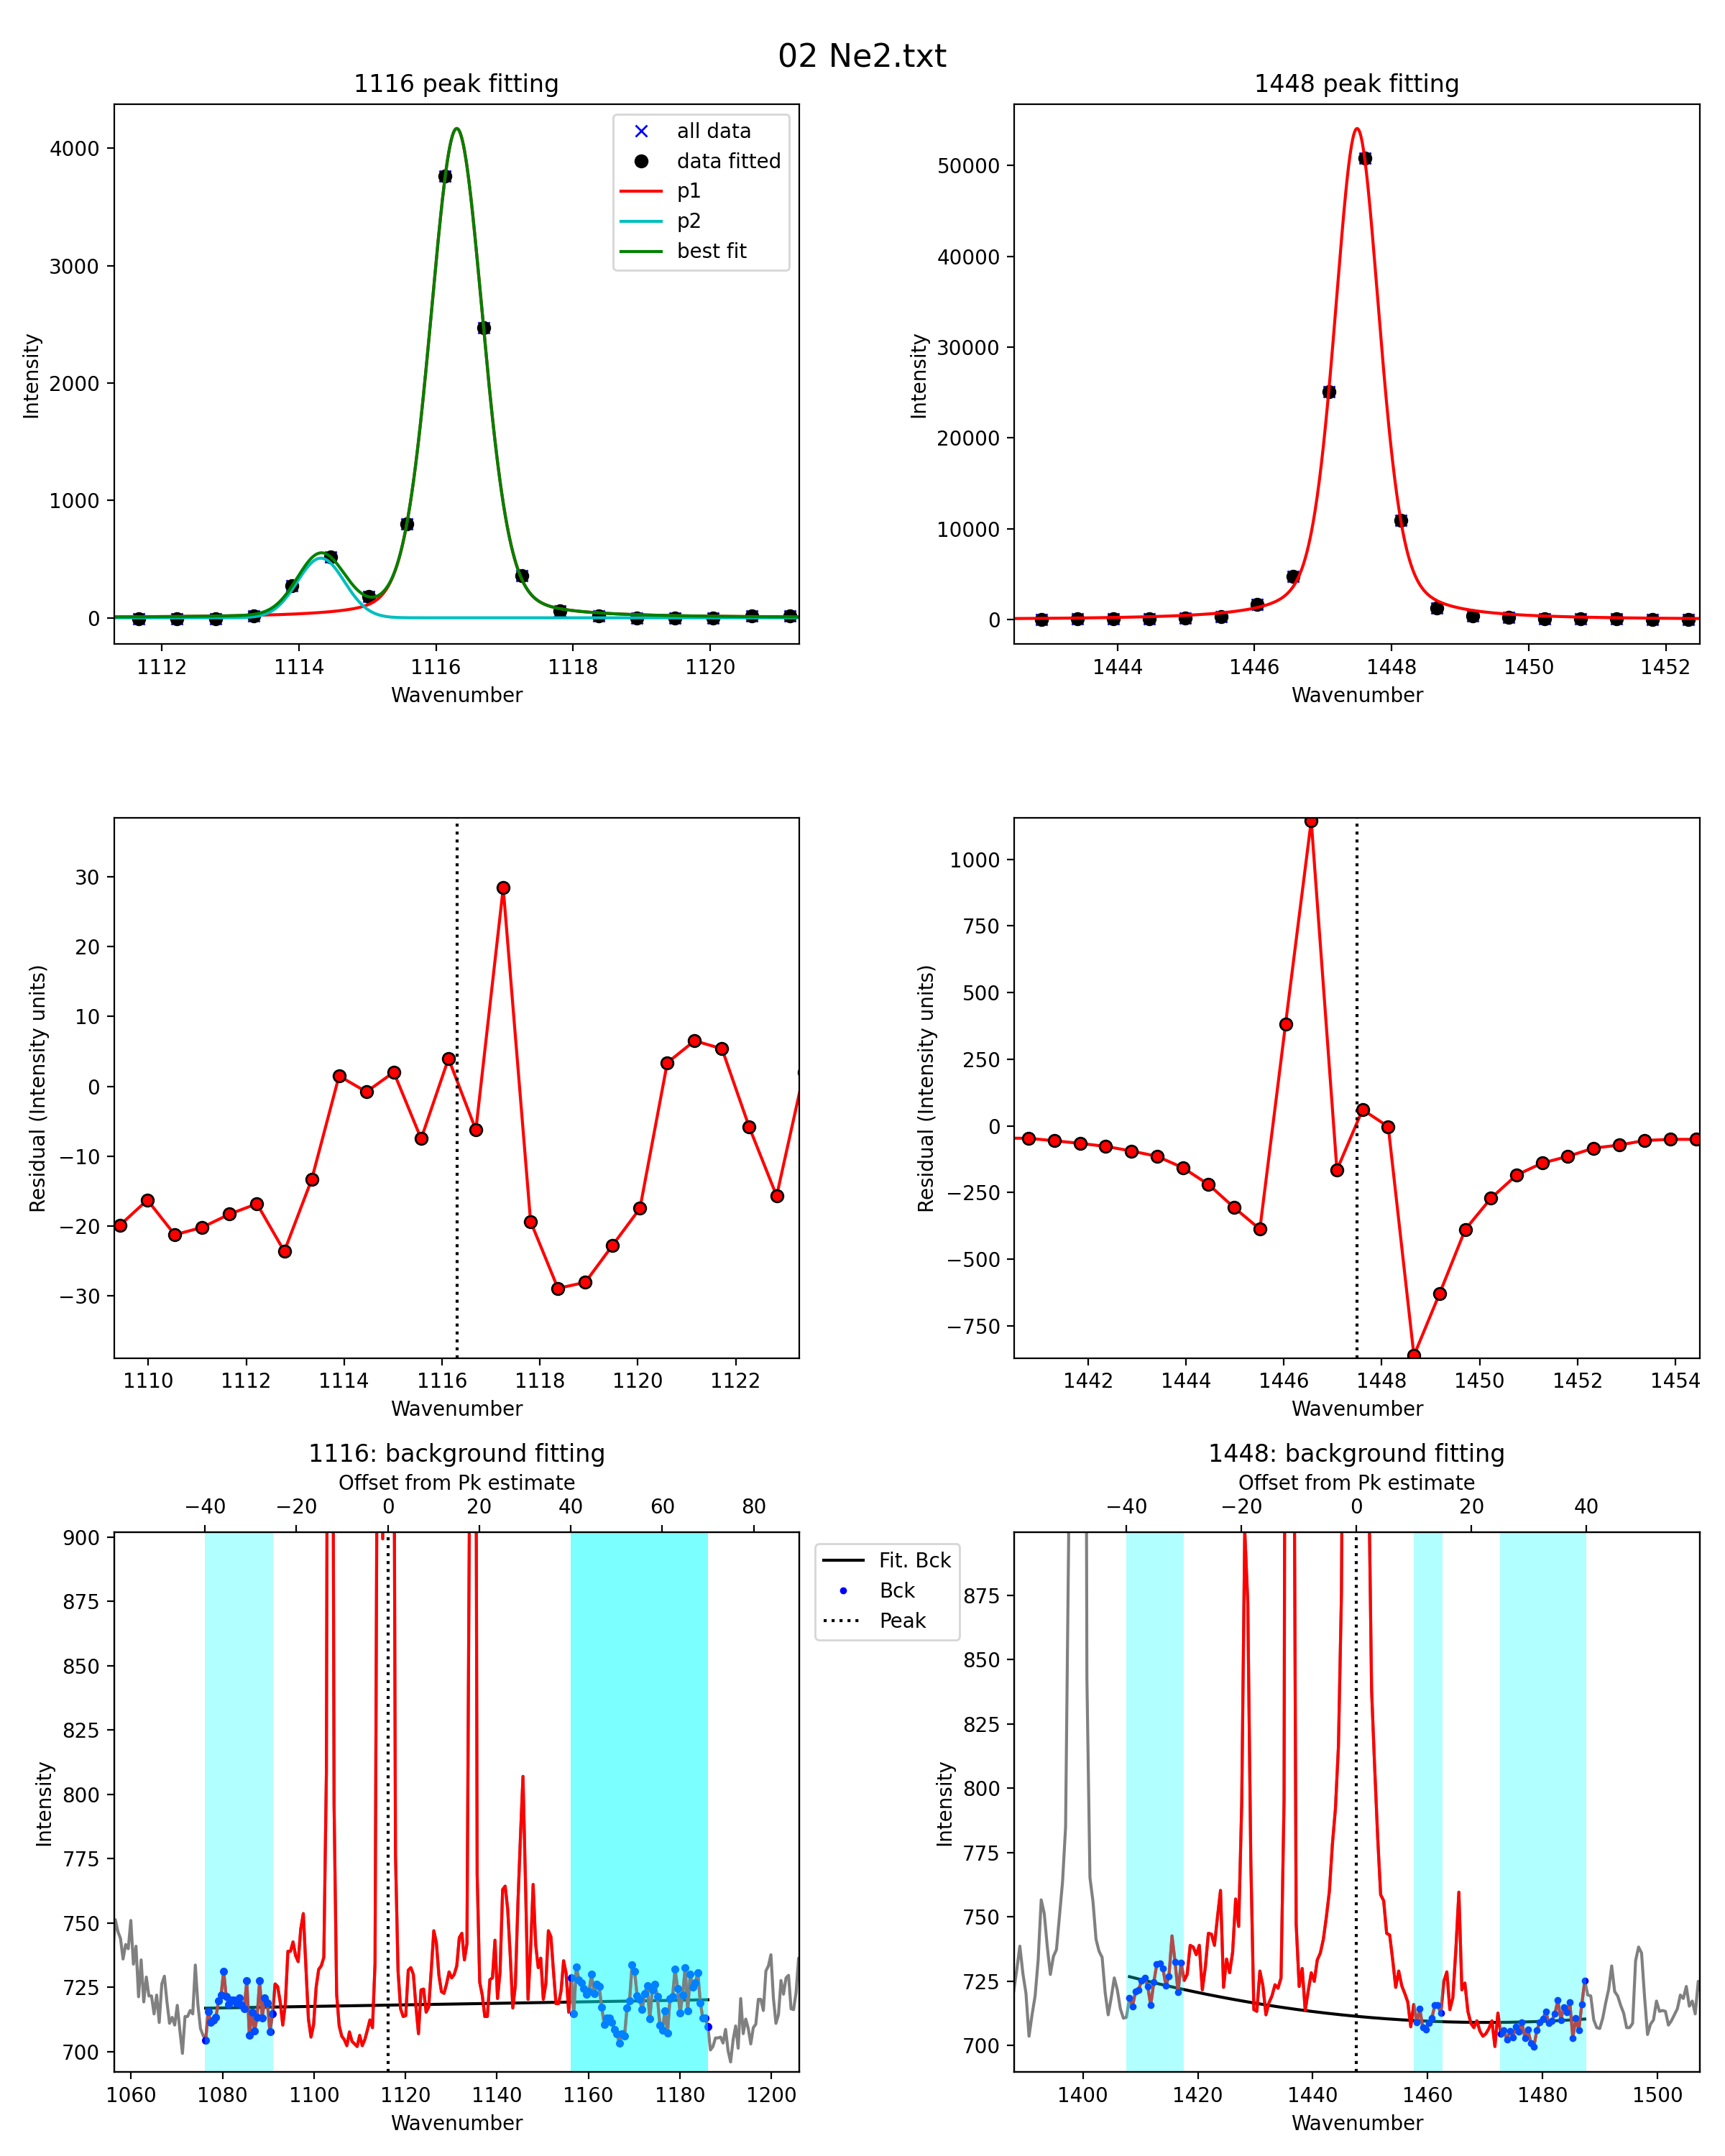 02 Ne2.txt
1116 peak fitting
4000
3000
2000
1000
0
Intensity
all data
data fitted
p1
p2
best fit
1112 1114 1116 1118 1120
Wavenumber
1448 peak fitting
50000
40000
30000
20000
10000
0
Intensity
1444 1446 1448 1450 1452
Wavenumber
30
20
10
0
−10
−20
−30
Residual (Intensity units)
1110 1112 1114 1116 1118 1120 1122
Wavenumber
1000
750
500
250
0
−250
−500
−750
Residual (Intensity units)
1442 1444 1446 1448 1450 1452 1454
Wavenumber
1116: background fitting
Offset from Pk estimate
−40 −20 0 20 40 60 80
900
875
850
825
800
775
750
725
700
Intensity
1060 1080 1100 1120 1140 1160 1180 1200
Wavenumber
Fit. Bck
Bck
Peak
1448: background fitting
Offset from Pk estimate
−40 −20 0 20 40
875
850
825
800
775
750
725
700
Intensity
1400 1420 1440 1460 1480 1500
Wavenumber